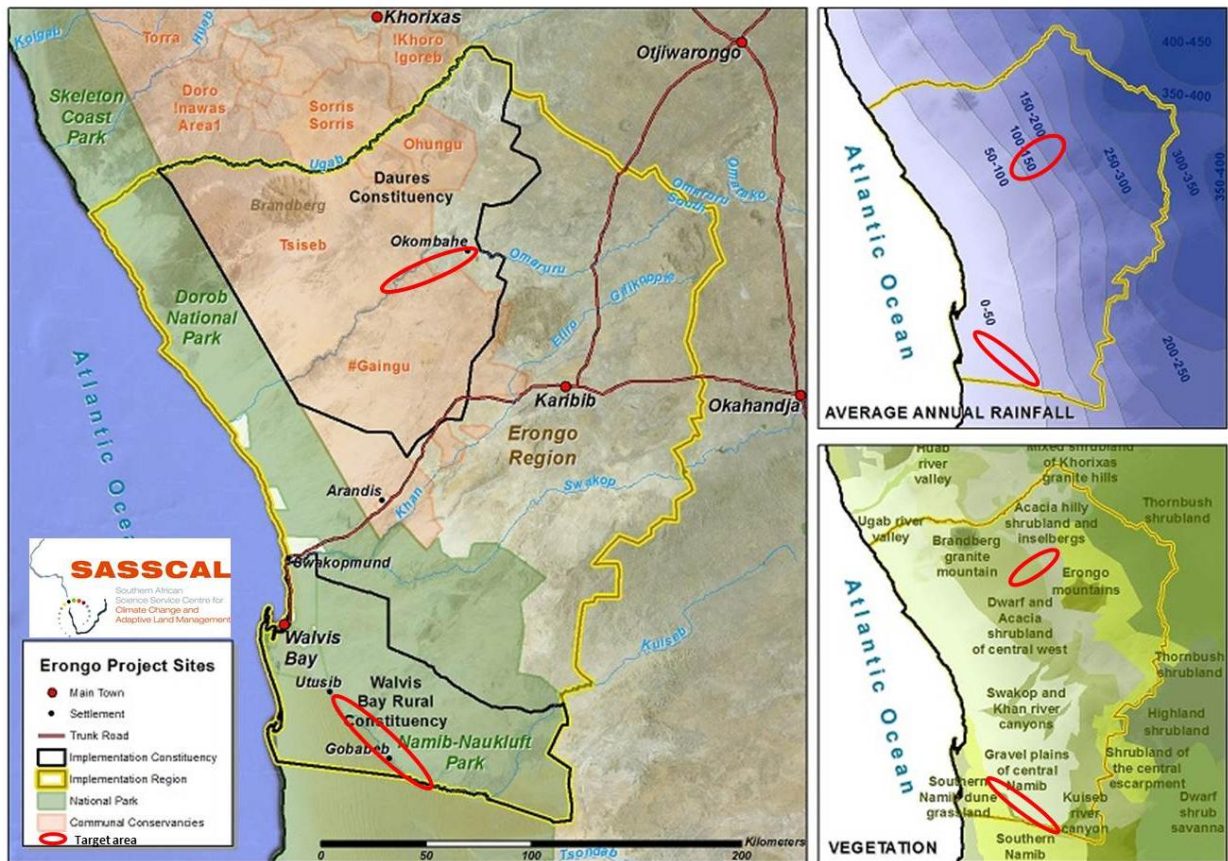 Koigab
Torra
Huab
Khorixas
!Khoro
!goreb
Otjiwarongo
Skeleton
Coast
Park
Doro
!nawas
Area1
Sorris
Sorris
Ohungu
Ugab
Daures
Constituency
Brandberg
Tsiseb
Okombahe
Omaruru
South
Omaruru
Etiro
Dorob
National
Park
#Gaingu
Karibib
Okahandja
Erongo
Region
Arandis
Khan
Swakop
Atlantic Ocean
Swakopmund
Walvis
Bay
Kuiseb
Utusib
Walvis
Bay Rural
Constituency
Gobabeb
Namib-Naukluft
Park
Tsondab
0 50 100 200
Kilometers
SASSCAL
Southern African
Science Service Centre for
Climate Change and
Adaptive Land Management
Erongo Project Sites
Main Town
Settlement
Trunk Road
Implementation Constituency
Implementation Region
National Park
Communal Conservancies
Target area
400-450
350-400
150-200
100-150
50-100
250-300
300-350
350-400
0-50
200-250
Atlantic Ocean
AVERAGE ANNUAL RAINFALL
Huab
river
valley
Mixed shrubland
of Khorixas
granite hills
Thornbush
shrubland
Ugab river
valley
Acacia hilly
shrubland and
inselbergs
Brandberg
granite
mountain
Erongo
mountains
Dwarf and
Acacia
shrubland
of central west
Thornbush
shrubland
Swakop and
Khan river
canyons
Highland
shrubland
Gravel plains
of central
Namib
Shrubland of
the central
escarpment
Southern
Namib dune
grassland
Kuiseb
river
canyon
Dwarf
shrub
savanna
Southern
Namib
Atlantic Ocean
VEGETATION